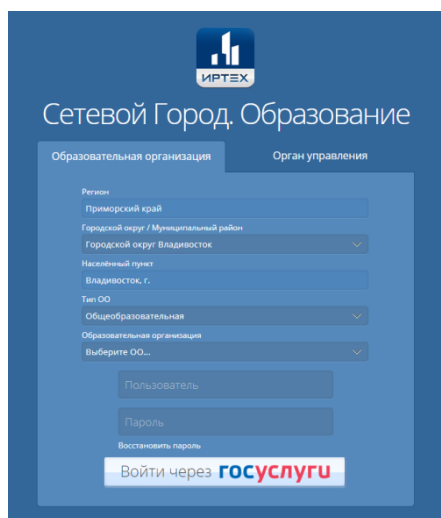 ИРТЕХ
Сетевой Город. Образование
Образовательная организация Орган управления
Регион
Приморский край
Городской округ / Муниципальный район
Городской округ Владивосток
Населённый пункт
Владивосток, г.
Тип ОО
Общеобразовательная
Образовательная организация
Выберите ОО...
Пользователь
Пароль
Восстановить пароль
Войти через госуслуги